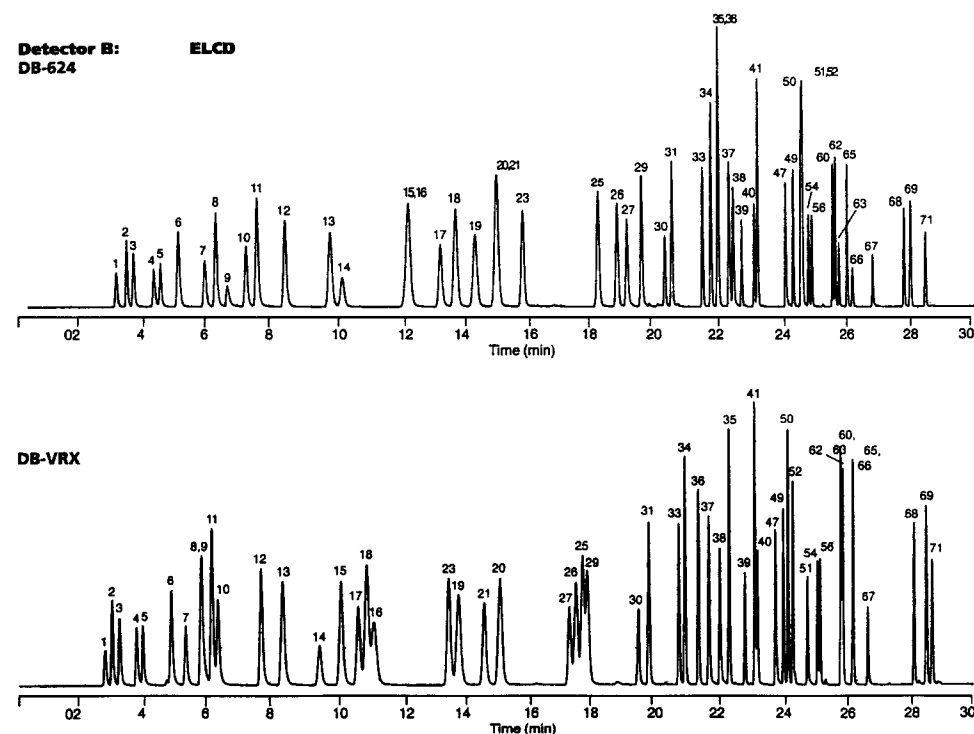 Detector B: ELCD
DB-624
1 2 3 4 5 6 7 8 9 10 11 12 13 14 15,16 17 18 19 20,21 23 25 26 27 29 30 31 33 34 35,36 37 38 39 40 41 47 49 50 51,52 54 56 60 62 63 65 66 67 68 69 71
02 4 6 8 10 12 14 16 18 20 22 24 26 28 30
Time (min)
DB-VRX
1 2 3 4 5 6 7 8,9 11 10 12 13 14 15 17 18 16 23 19 21 20 27 26 25 29 30 31 33 34 36 37 38 35 39 41 40 47 49 50 52 51 54 56 62 60, 63 65, 66 67 68 69 71
02 4 6 8 10 12 14 16 18 20 22 24 26 28 30
Time (min)